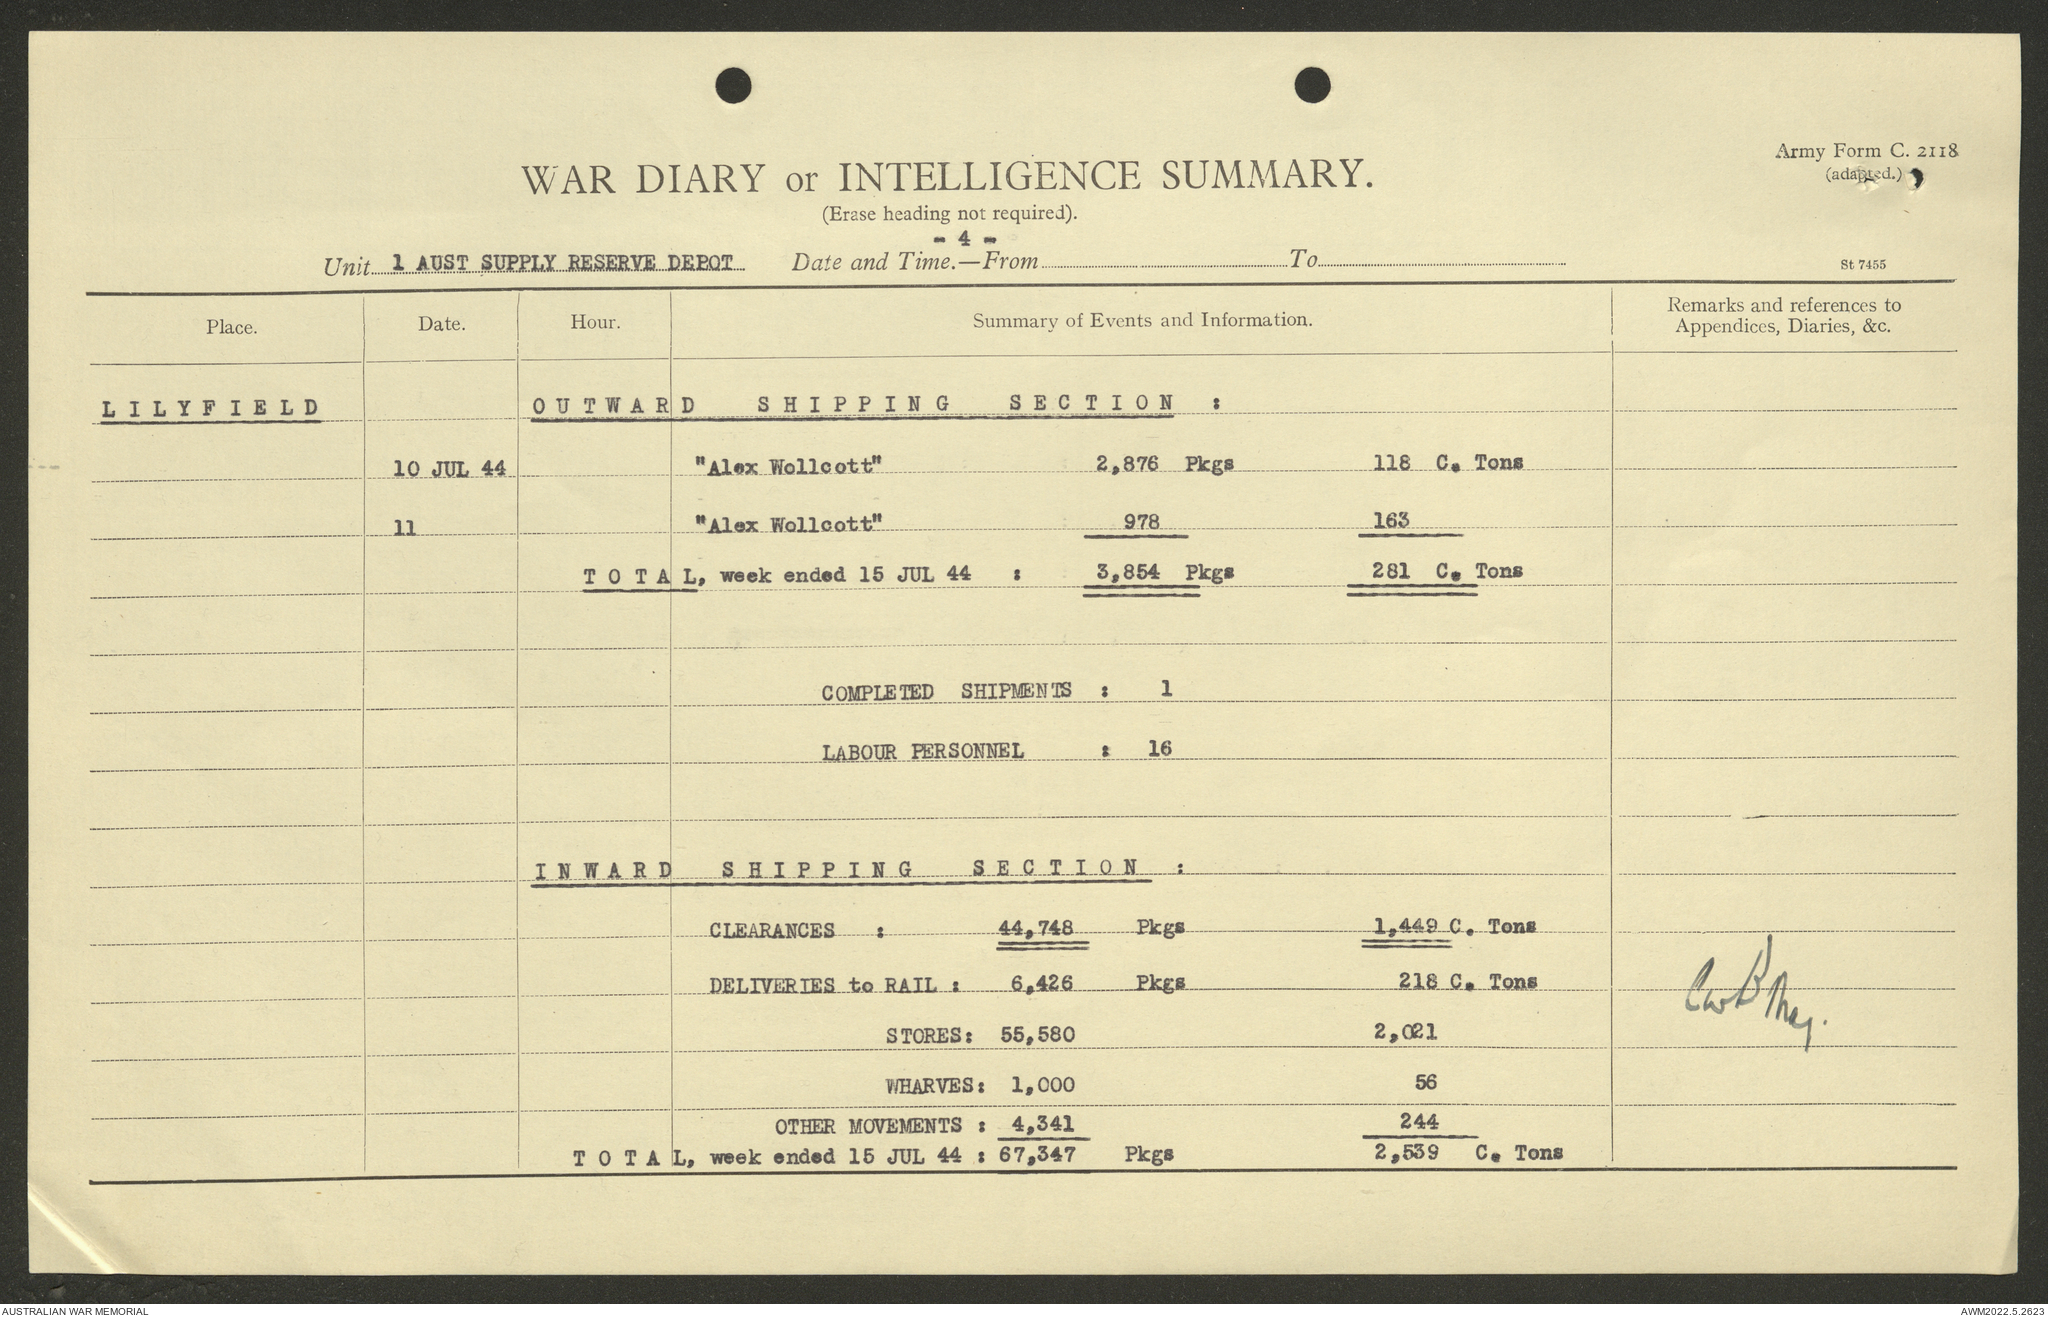 Army Form C. 2118
(adapted.)
WAR DIARY or INTELLIGENCE SUMMARY.
(Erase heading not required).
- 4 -
Unit 1 AUST SUPPLY RESERVE DEPOT Date and Time.—From To
St 7455
Place. Date. Hour. Summary of Events and Information. Remarks and references to Appendices, Diaries, &c.
LILYFIELD OUTWARD SHIPPING SECTION :
10 JUL 44 "Alex Wollcott" 2,876 Pkgs 118 C. Tons
11 "Alex Wollcott" 978 163
TOTAL, week ended 15 JUL 44 : 3,854 Pkgs 281 C. Tons
COMPLETED SHIPMENTS : 1
LABOUR PERSONNEL : 16
INWARD SHIPPING SECTION :
CLEARANCES : 44,748 Pkgs 1,449 C. Tons
DELIVERIES to RAIL : 6,426 Pkgs 218 C. Tons
STORES: 55,580 2,021
WHARVES: 1,000 56
OTHER MOVEMENTS : 4,341 244
TOTAL, week ended 15 JUL 44 : 67,347 Pkgs 2,539 C. Tons
AUSTRALIAN WAR MEMORIAL
AWM2022.5.2623